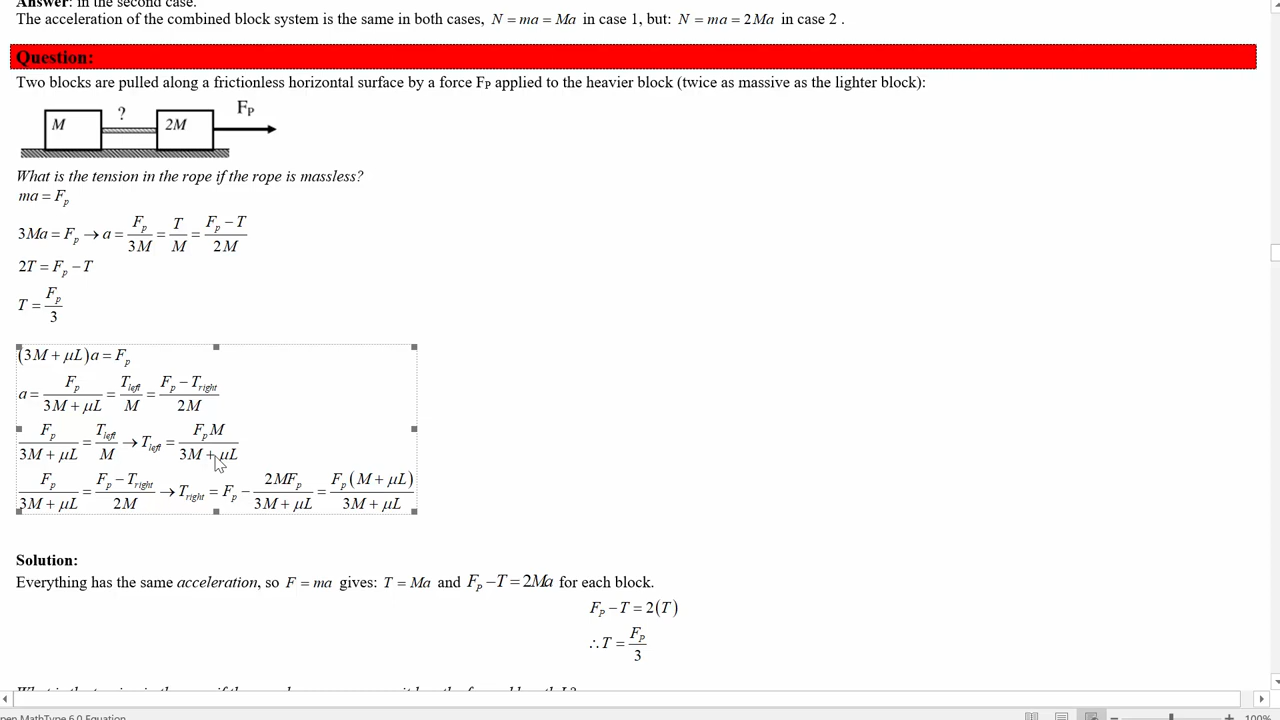 Answer: in the second case.
The acceleration of the combined block system is the same in both cases, N = ma = Ma in case 1, but: N = ma = 2Ma in case 2 .
Question:
Two blocks are pulled along a frictionless horizontal surface by a force FP applied to the heavier block (twice as massive as the lighter block):
M ? 2M FP
What is the tension in the rope if the rope is massless?
ma = Fp
3Ma = Fp → a = Fp/3M = T/M = (Fp − T)/2M
2T = Fp − T
T = Fp/3
(3M + μL)a = Fp
a = Fp/(3M + μL) = Tleft/M = (Fp − Tright)/2M
Fp/(3M + μL) = Tleft/M → Tleft = FpM/(3M + μL)
Fp/(3M + μL) = (Fp − Tright)/2M → Tright = Fp − 2MFp/(3M + μL) = Fp(M + μL)/(3M + μL)
Solution:
Everything has the same acceleration, so F = ma gives: T = Ma and FP − T = 2Ma for each block.
FP − T = 2(T)
∴ T = FP/3
pen MathType 6.0 Equation
100%